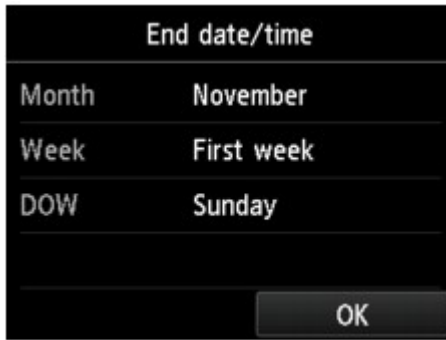 End date/time
Month November
Week First week
DOW Sunday
OK